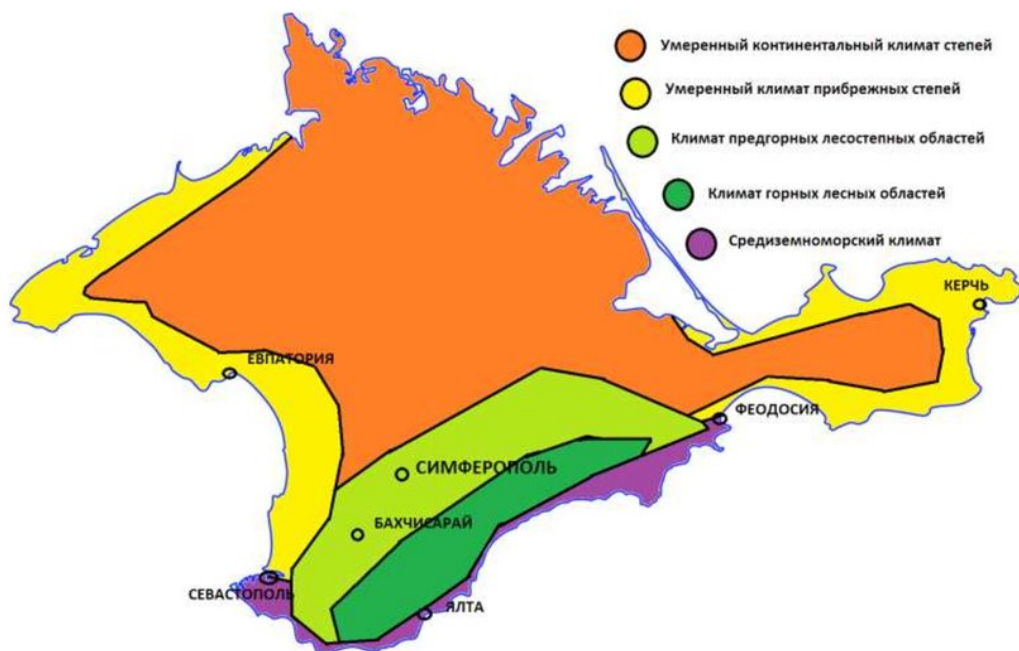 Умеренный континентальный климат степей
Умеренный климат прибрежных степей
Климат предгорных лесостепных областей
Климат горных лесных областей
Средиземноморский климат
КЕРЧЬ
ЕВПАТОРИЯ
ФЕОДОСИЯ
СИМФЕРОПОЛЬ
БАХЧИСАРАЙ
СЕВАСТОПОЛЬ
ЯЛТА